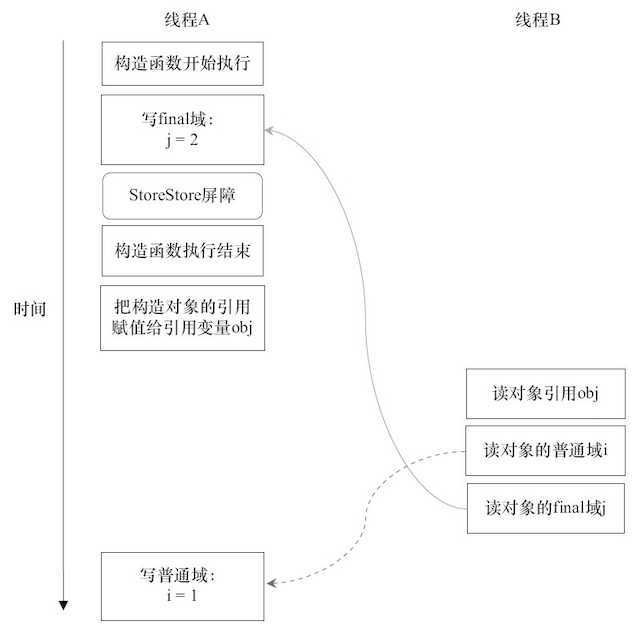 线程A
线程B
构造函数开始执行
写final域：
j = 2
StoreStore屏障
构造函数执行结束
把构造对象的引用
赋值给引用变量obj
时间
读对象引用obj
读对象的普通域i
读对象的final域j
写普通域：
i = 1